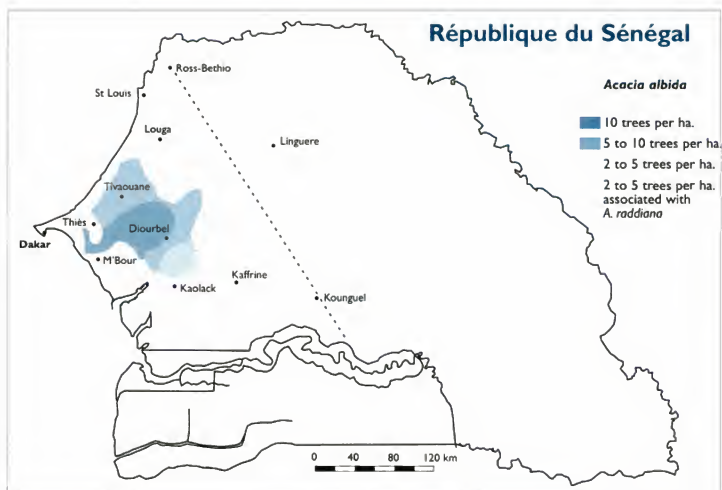 République du Sénégal
Ross-Bethio
St Louis
Louga
Linguere
Tivaouane
Thiès
Diourbel
Dakar
M'Bour
Kaolack
Kaffrine
Kounguel
Acacia albida
10 trees per ha.
5 to 10 trees per ha.
2 to 5 trees per ha.
2 to 5 trees per ha.
associated with
A. raddiana
0 40 80 120 km